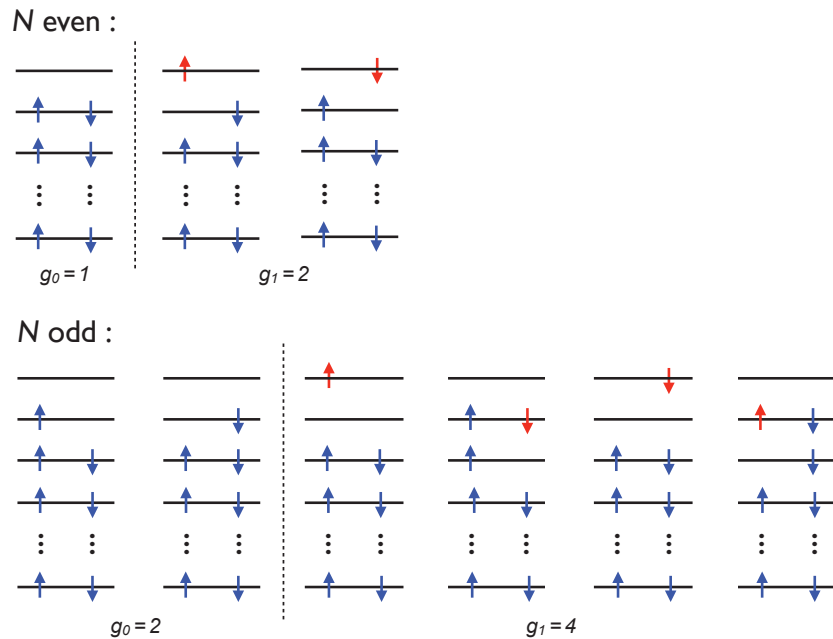 N even :
g₀ = 1
g₁ = 2
N odd :
g₀ = 2
g₁ = 4